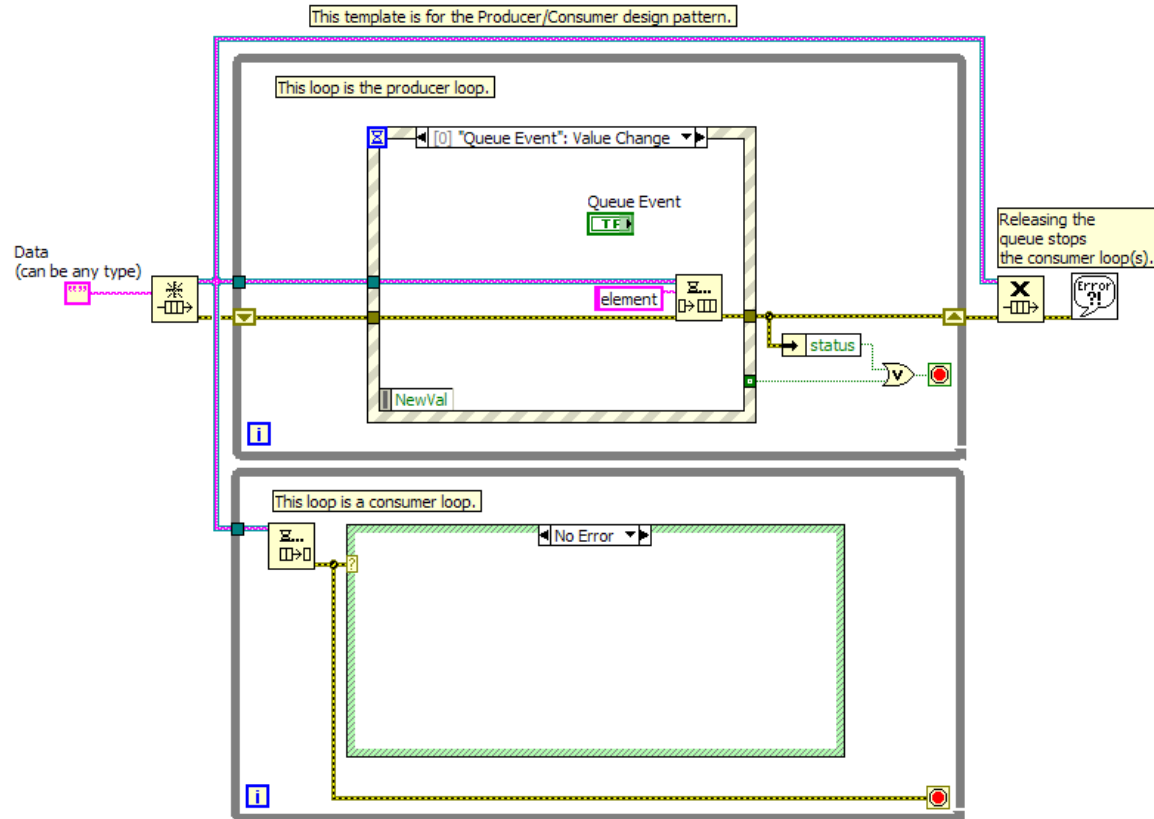 This template is for the Producer/Consumer design pattern.
This loop is the producer loop.
[0] "Queue Event": Value Change
Queue Event
TF
Releasing the
queue stops
the consumer loop(s).
Data
(can be any type)
""
element
Error
?!
status
V
NewVal
i
This loop is a consumer loop.
No Error
?
i